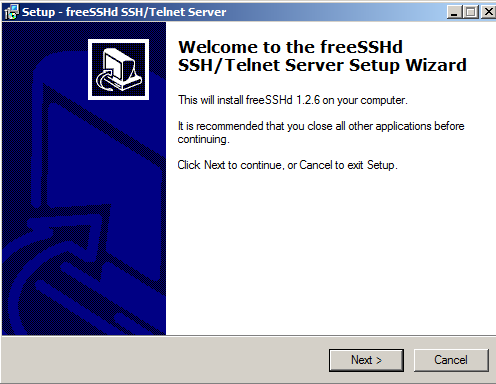 Setup - freeSSHd SSH/Telnet Server
Welcome to the freeSSHd
SSH/Telnet Server Setup Wizard
This will install freeSSHd 1.2.6 on your computer.
It is recommended that you close all other applications before
continuing.
Click Next to continue, or Cancel to exit Setup.
Next >
Cancel